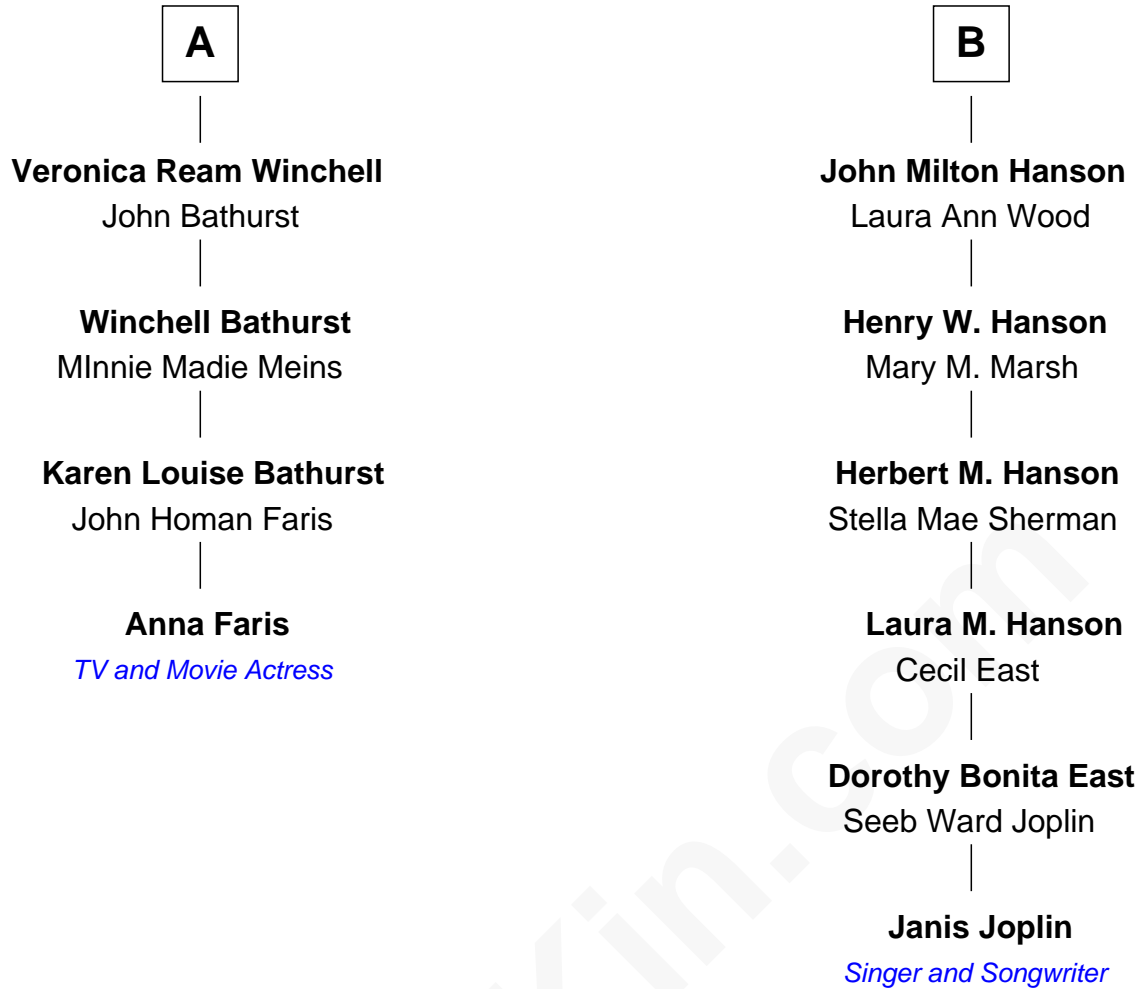 A
Veronica Ream Winchell
John Bathurst
Winchell Bathurst
MInnie Madie Meins
Karen Louise Bathurst
John Homan Faris
Anna Faris
TV and Movie Actress
B
John Milton Hanson
Laura Ann Wood
Henry W. Hanson
Mary M. Marsh
Herbert M. Hanson
Stella Mae Sherman
Laura M. Hanson
Cecil East
Dorothy Bonita East
Seeb Ward Joplin
Janis Joplin
Singer and Songwriter
Kin.com